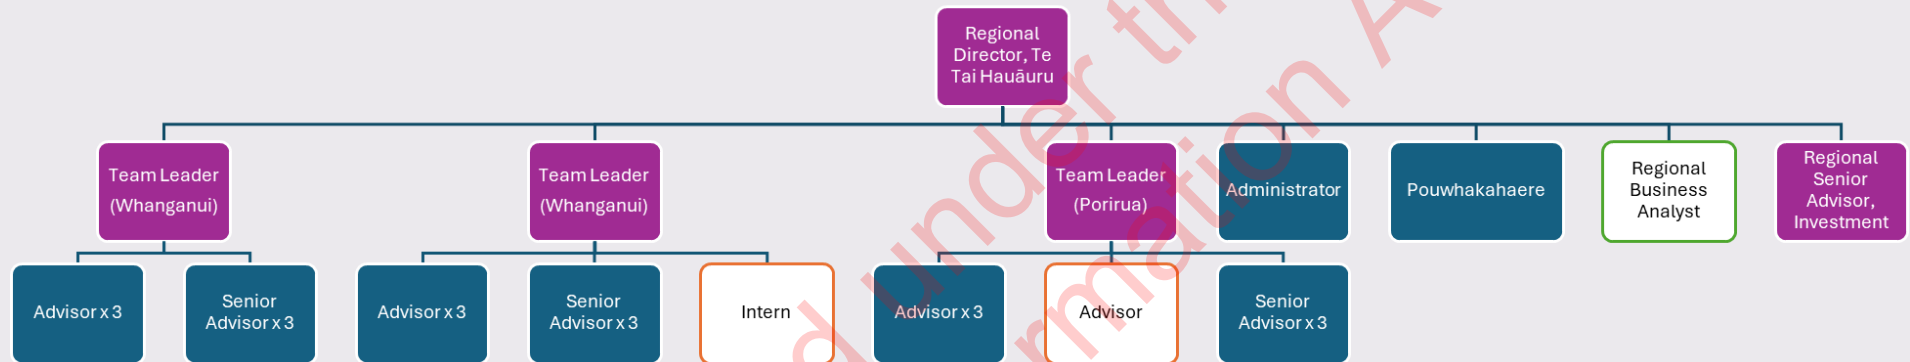 Regional
Director, Te
Tai Hauāuru
Team Leader
(Whanganui)
Team Leader
(Whanganui)
Team Leader
(Porirua)
Administrator
Pouwhakahaere
Regional
Business
Analyst
Regional
Senior
Advisor,
Investment
Advisor x 3
Senior
Advisor x 3
Advisor x 3
Senior
Advisor x 3
Intern
Advisor x 3
Advisor
Senior
Advisor x 3
under